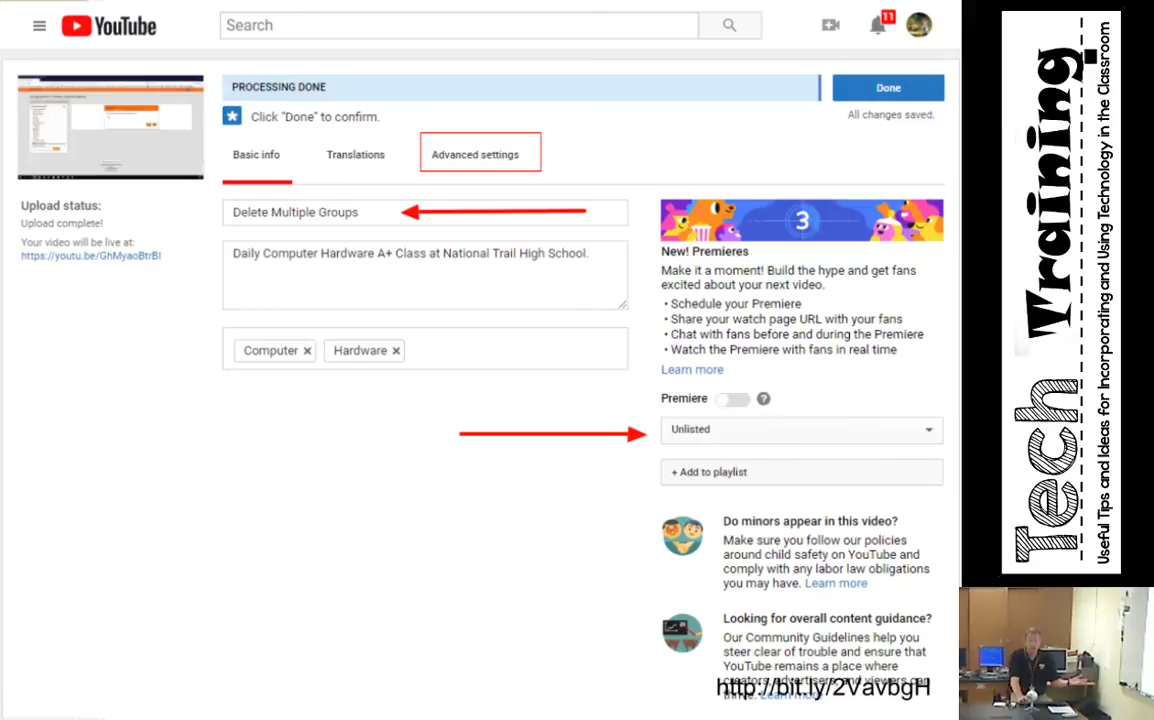 YouTube
Search
11
PROCESSING DONE
Done
Click "Done" to confirm.
All changes saved.
Basic info
Translations
Advanced settings
Upload status:
Upload complete!
Your video will be live at:
https://youtu.be/GhMyaoBtrBI
Delete Multiple Groups
Daily Computer Hardware A+ Class at National Trail High School.
Computer ×
Hardware ×
3
New! Premieres
Make it a moment! Build the hype and get fans
excited about your next video.
• Schedule your Premiere
• Share your watch page URL with your fans
• Chat with fans before and during the Premiere
• Watch the Premiere with fans in real time
Learn more
Premiere ?
Unlisted
+ Add to playlist
Do minors appear in this video?
Make sure you follow our policies
around child safety on YouTube and
comply with any labor law obligations
you may have. Learn more
Looking for overall content guidance?
Our Community Guidelines help you
steer clear of trouble and ensure that
YouTube remains a place where
creators, advertisers, and viewers can
thrive. Learn more
http://bit.ly/2VavbgH
Tech Training
Useful Tips and Ideas for Incorporating and Using Technology in the Classroom